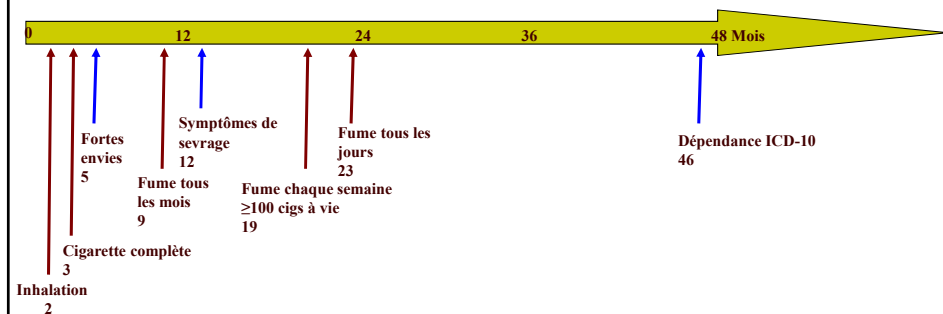 0
12
24
36
48 Mois
Fortes
envies
5
Symptômes de
sevrage
12
Fume tous les
jours
23
Dépendance ICD-10
46
Fume tous
les mois
9
Fume chaque semaine
≥100 cigs à vie
19
Cigarette complète
3
Inhalation
2